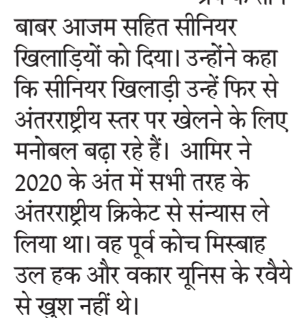 बाबर आजम सहित सीनियर
खिलाड़ियों को दिया। उन्होंने कहा
कि सीनियर खिलाड़ी उन्हें फिर से
अंतरराष्ट्रीय स्तर पर खेलने के लिए
मनोबल बढ़ा रहे हैं। आमिर ने
2020 के अंत में सभी तरह के
अंतरराष्ट्रीय क्रिकेट से संन्यास ले
लिया था। वह पूर्व कोच मिस्बाह
उल हक और वकार यूनिस के रवैये
से खुश नहीं थे।